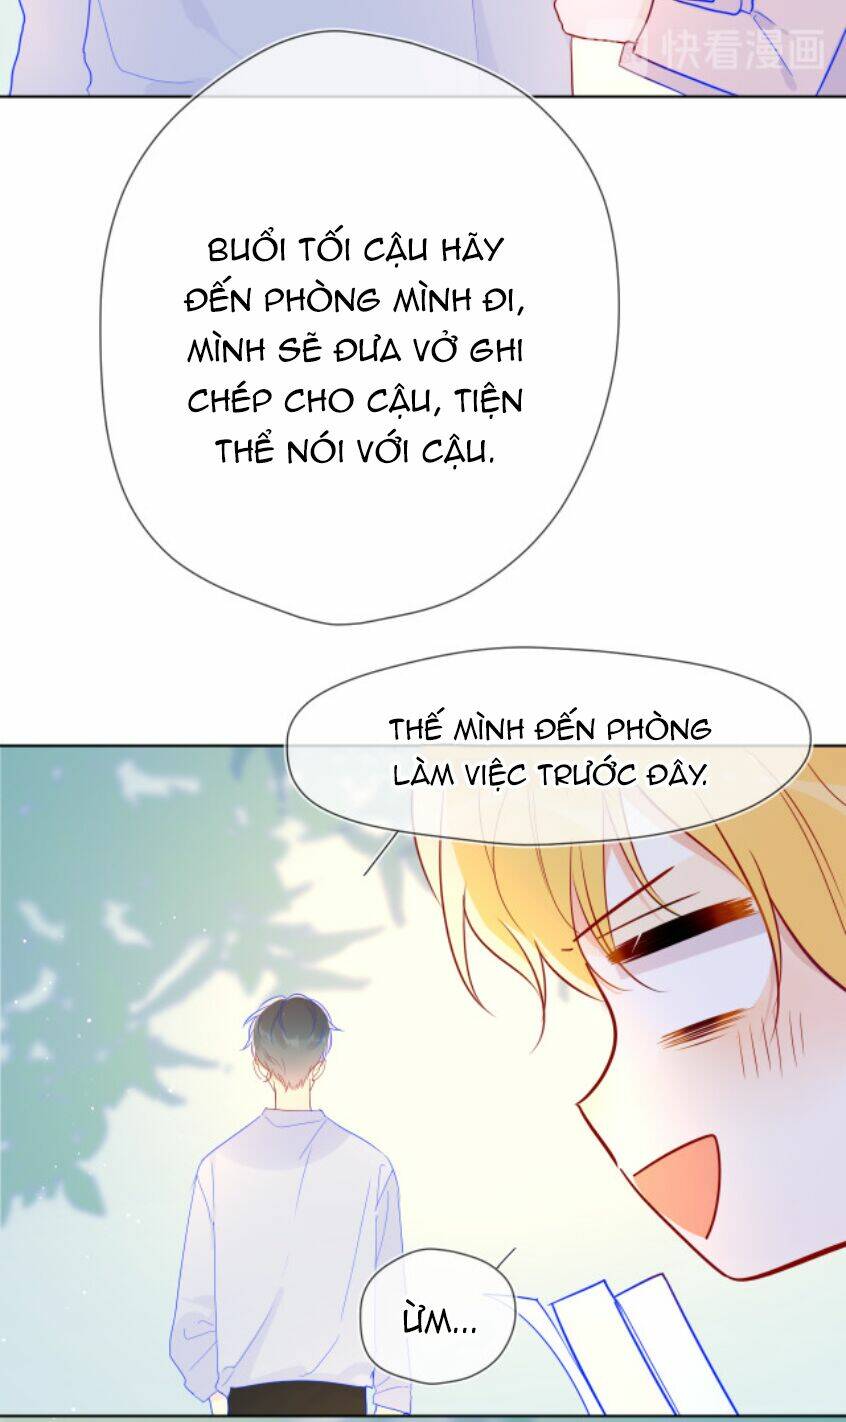 快看漫画
BUỔI TỐI CẬU HÃY
ĐẾN PHÒNG MÌNH ĐI,
MÌNH SẼ ĐƯA VỞ GHI
CHÉP CHO CẬU, TIỆN
THỂ NÓI VỚI CẬU.
THẾ MÌNH ĐẾN PHÒNG
LÀM VIỆC TRƯỚC ĐÂY.
ỪM...